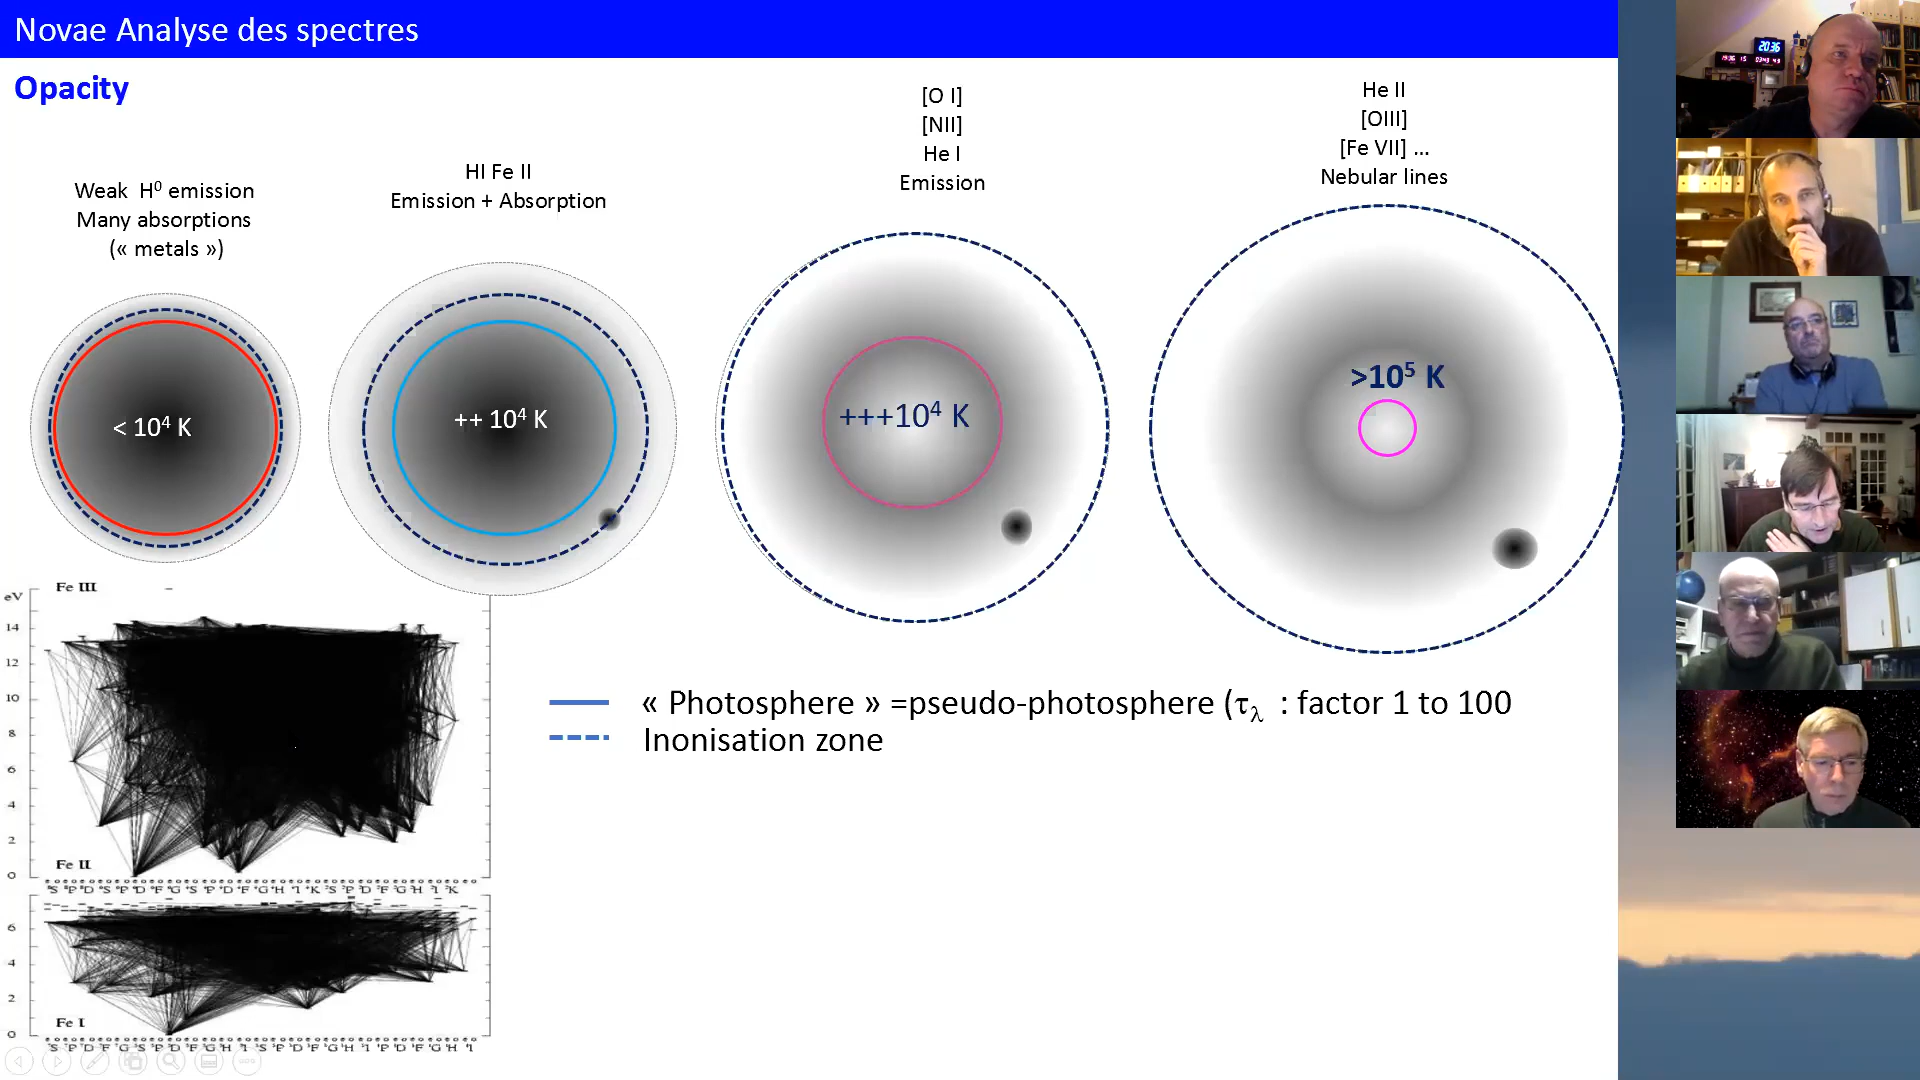 Novae Analyse des spectres
Opacity
Weak H⁰ emission
Many absorptions
(« metals »)
HI Fe II
Emission + Absorption
[O I]
[NII]
He I
Emission
He II
[OIII]
[Fe VII] ...
Nebular lines
< 10⁴ K
++ 10⁴ K
+++10⁴ K
>10⁵ K
Fe III
eV
14
12
10
8
6
4
2
0
Fe II
6
4
2
0
Fe I
« Photosphere » =pseudo-photosphere (τλ : factor 1 to 100
Inonisation zone
20:36